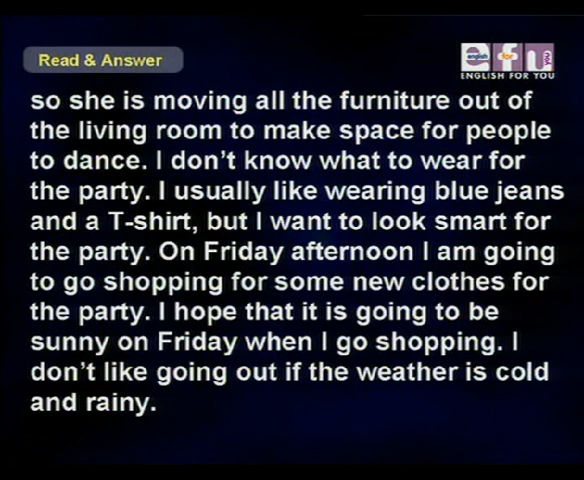 Read & Answer
english for you
efu
ENGLISH FOR YOU
so she is moving all the furniture out of
the living room to make space for people
to dance. I don't know what to wear for
the party. I usually like wearing blue jeans
and a T-shirt, but I want to look smart for
the party. On Friday afternoon I am going
to go shopping for some new clothes for
the party. I hope that it is going to be
sunny on Friday when I go shopping. I
don't like going out if the weather is cold
and rainy.